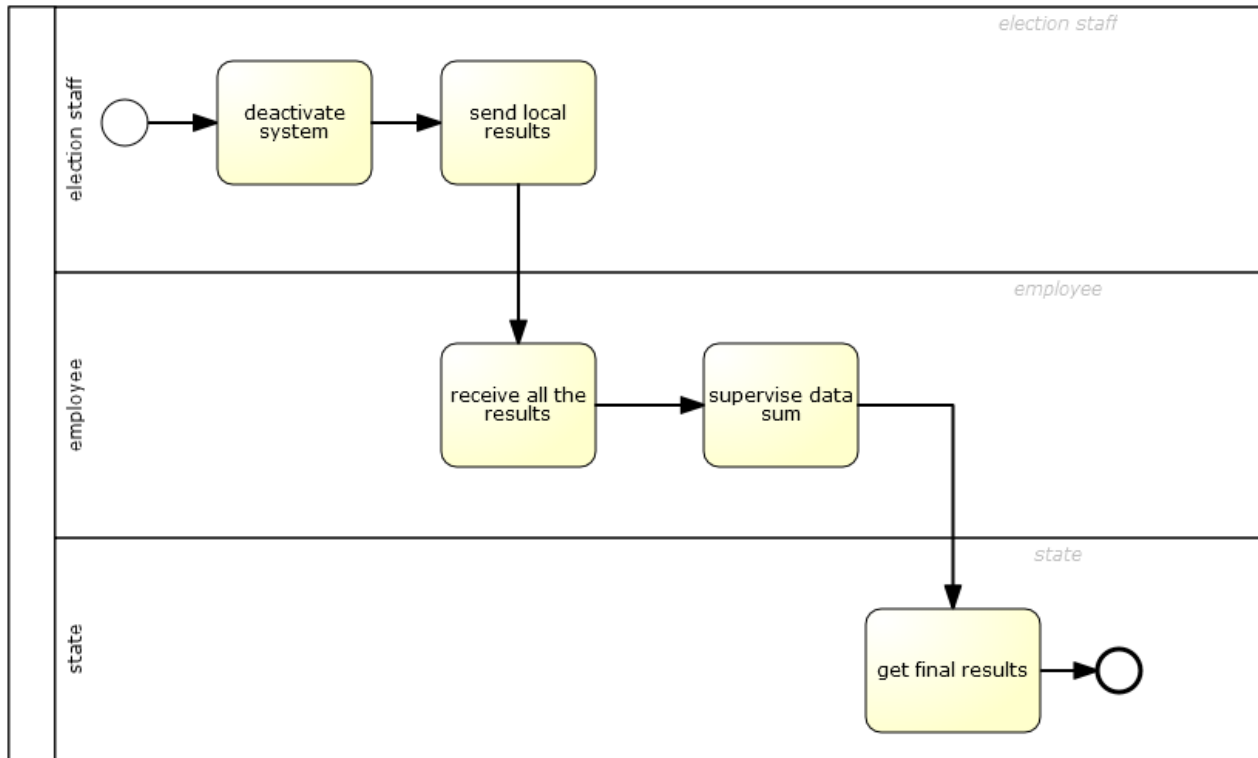 election staff
election staff
deactivate
system
send local
results
employee
employee
receive all the
results
supervise data
sum
state
state
get final results